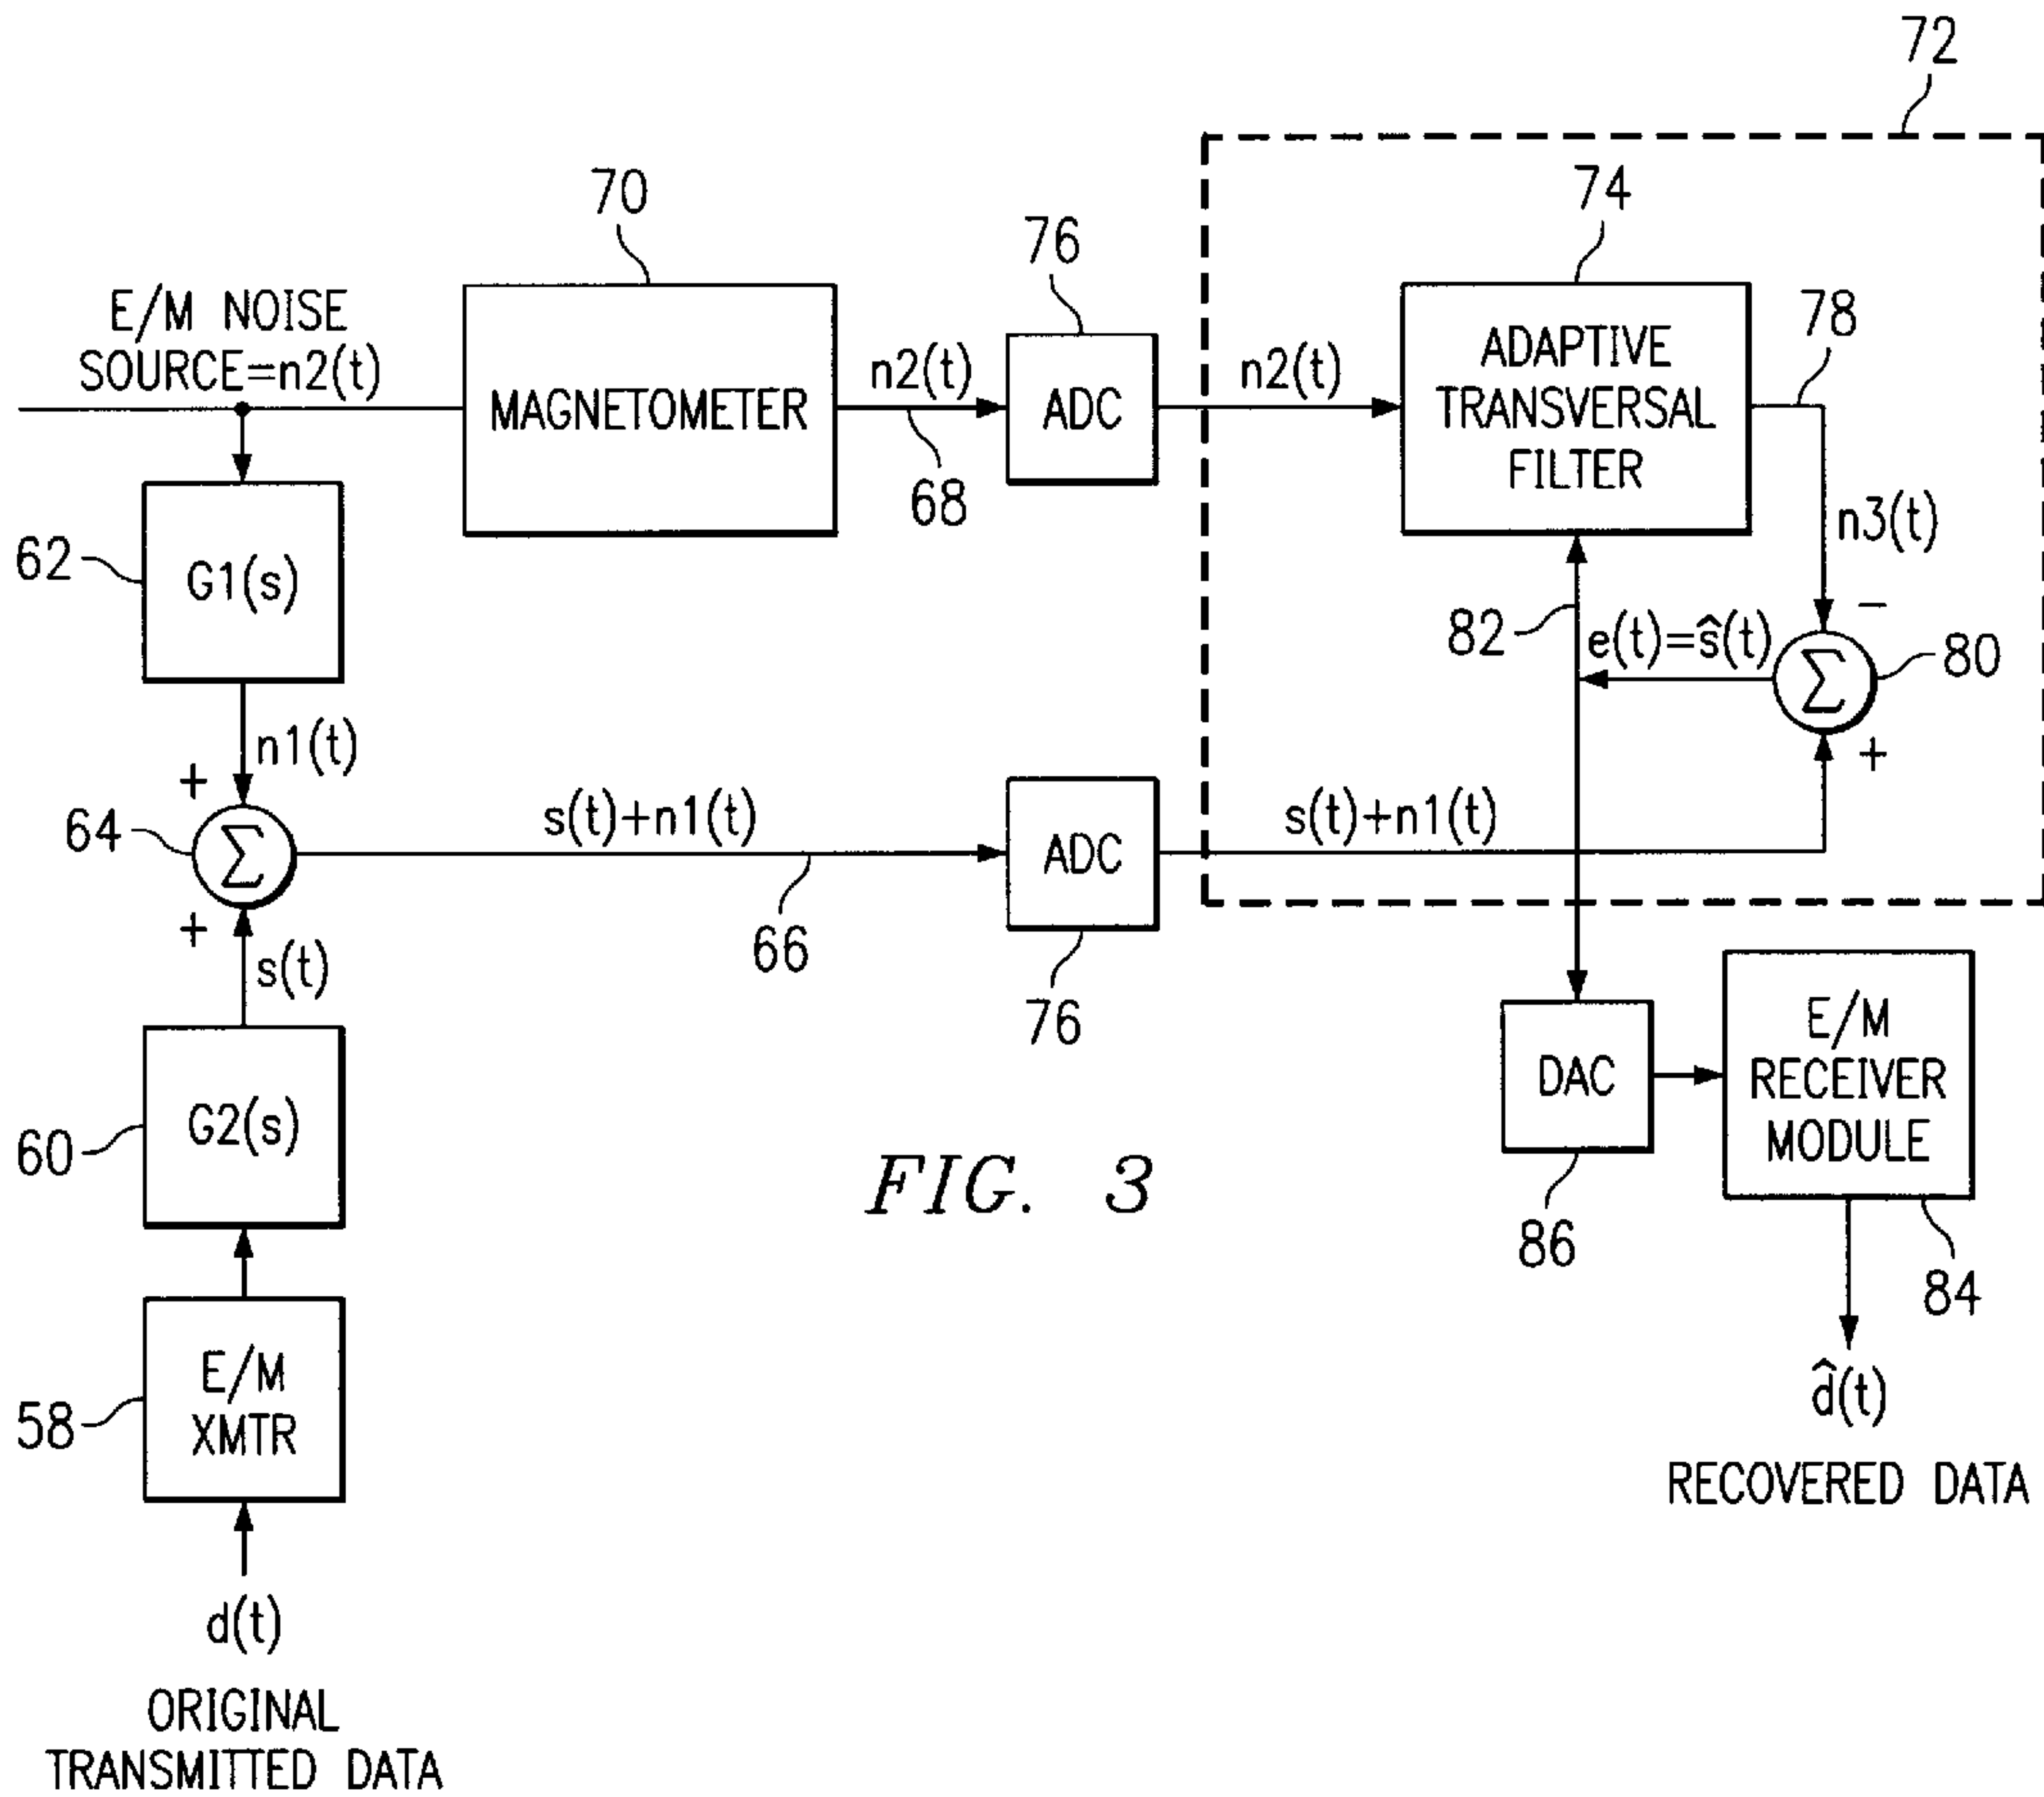 72
70
74
76
E/M NOISE
SOURCE=n2(t)
78
MAGNETOMETER
n2(t)
ADC
n2(t)
ADAPTIVE
TRANSVERSAL
FILTER
68
n3(t)
62
G1(s)
82
e(t)=ŝ(t)
−
Σ
80
+
n1(t)
+
64
Σ
s(t)+n1(t)
ADC
s(t)+n1(t)
+
s(t)
66
76
60
G2(s)
DAC
E/M
RECEIVER
MODULE
FIG. 3
86
84
58
E/M
XMTR
d̂(t)
RECOVERED DATA
d(t)
ORIGINAL
TRANSMITTED DATA